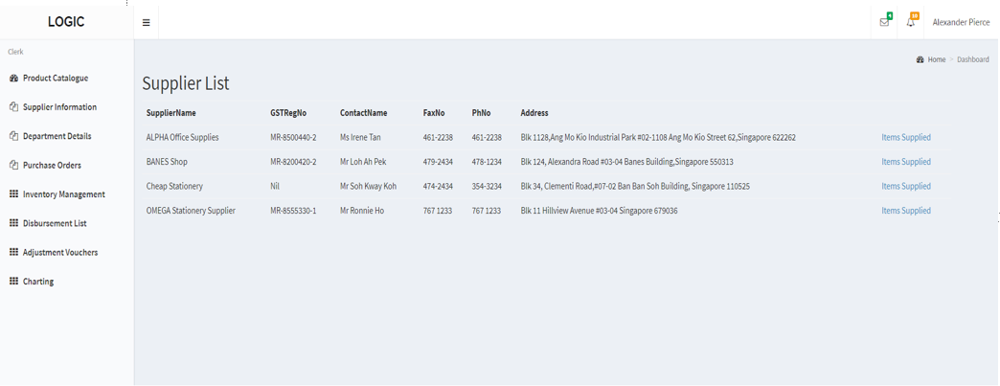 LOGIC
4
10
Alexander Pierce
Clerk
Home > Dashboard
Product Catalogue
Supplier Information
Department Details
Purchase Orders
Inventory Management
Disbursement List
Adjustment Vouchers
Charting
Supplier List
SupplierName GSTRegNo ContactName FaxNo PhNo Address
ALPHA Office Supplies MR-8500440-2 Ms Irene Tan 461-2238 461-2238 Blk 1128,Ang Mo Kio Industrial Park #02-1108 Ang Mo Kio Street 62,Singapore 622262 Items Supplied
BANES Shop MR-8200420-2 Mr Loh Ah Pek 479-2434 478-1234 Blk 124, Alexandra Road #03-04 Banes Building,Singapore 550313 Items Supplied
Cheap Stationery Nil Mr Soh Kway Koh 474-2434 354-3234 Blk 34, Clementi Road,#07-02 Ban Ban Soh Building, Singapore 110525 Items Supplied
OMEGA Stationery Supplier MR-8555330-1 Mr Ronnie Ho 767 1233 767 1233 Blk 11 Hillview Avenue #03-04 Singapore 679036 Items Supplied